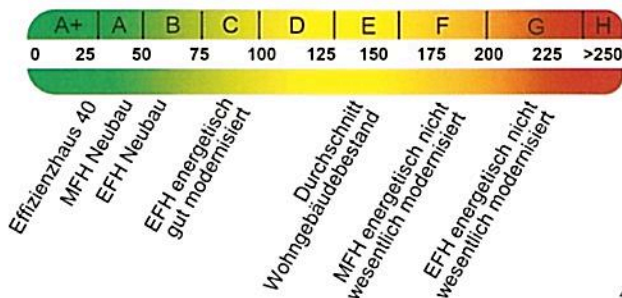 A+ A B C D E F G H
0 25 50 75 100 125 150 175 200 225 >250
Effizienzhaus 40
MFH Neubau
EFH Neubau
EFH energetisch
gut modernisiert
Durchschnitt
Wohngebäudebestand
MFH energetisch nicht
wesentlich modernisiert
EFH energetisch nicht
wesentlich modernisiert